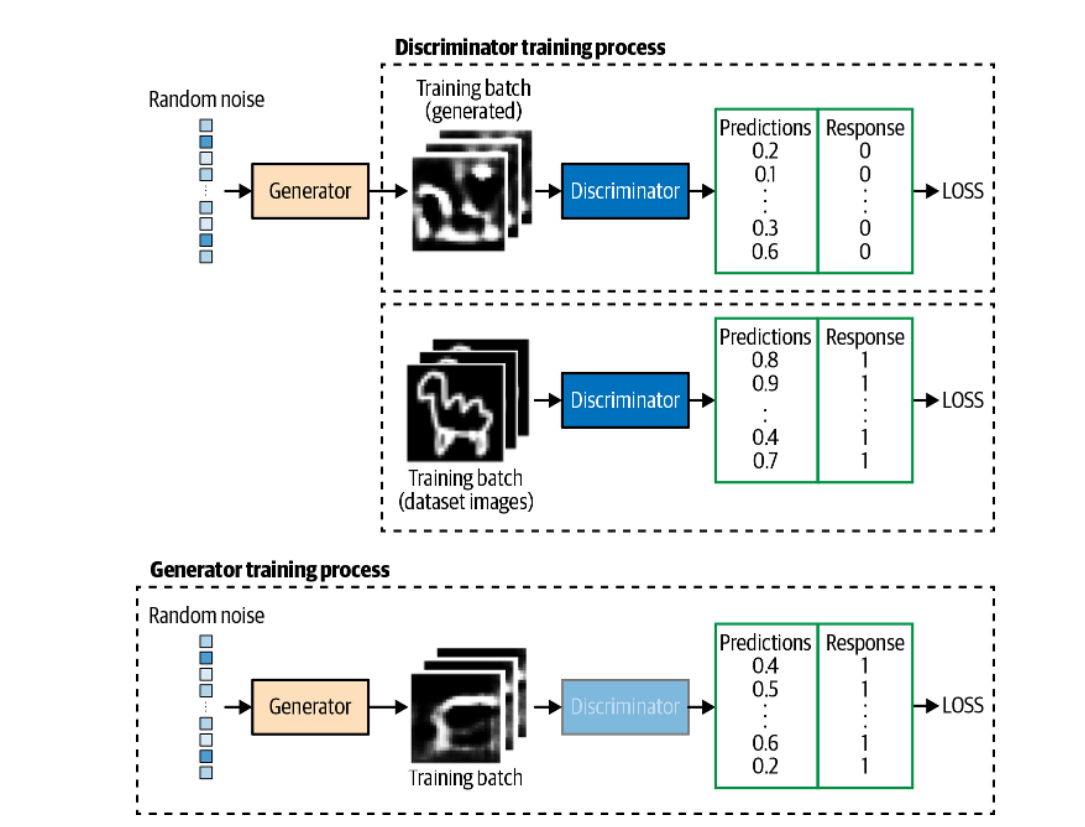 Discriminator training process
Random noise
Training batch
(generated)
Generator
Discriminator
Predictions Response
0.2 0
0.1 0
0.3 0
0.6 0
LOSS
Predictions Response
0.8 1
0.9 1
0.4 1
0.7 1
Discriminator
LOSS
Training batch
(dataset images)
Generator training process
Random noise
Generator
Training batch
Discriminator
Predictions Response
0.4 1
0.5 1
0.6 1
0.2 1
LOSS